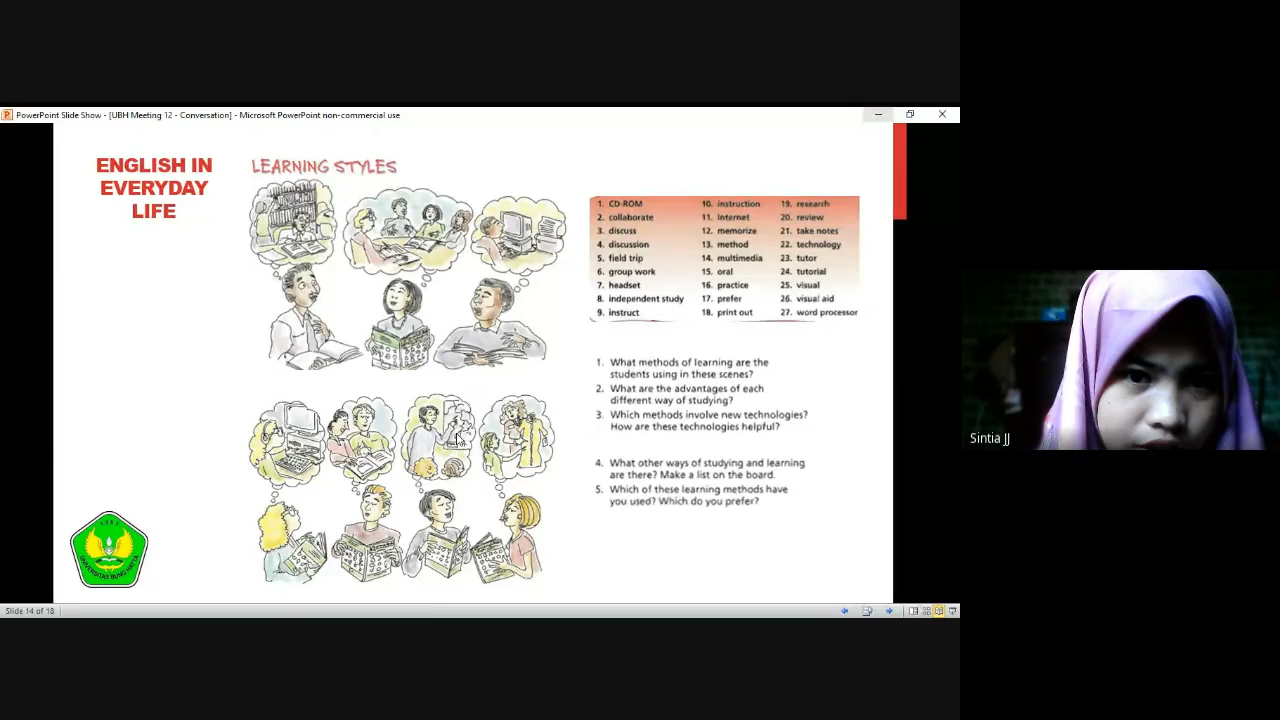 PowerPoint Slide Show - [UBH Meeting 12 - Conversation] - Microsoft PowerPoint non-commercial use
ENGLISH IN
EVERYDAY
LIFE
LEARNING STYLES
1. CD-ROM
2. collaborate
3. discuss
4. discussion
5. field trip
6. group work
7. headset
8. independent study
9. instruct
10. instruction
11. Internet
12. memorize
13. method
14. multimedia
15. oral
16. practice
17. prefer
18. print out
19. research
20. review
21. take notes
22. technology
23. tutor
24. tutorial
25. visual
26. visual aid
27. word processor
1. What methods of learning are the
students using in these scenes?
2. What are the advantages of each
different way of studying?
3. Which methods involve new technologies?
How are these technologies helpful?
4. What other ways of studying and learning
are there? Make a list on the board.
5. Which of these learning methods have
you used? Which do you prefer?
UNIVERSITAS BUNG HATTA
Slide 14 of 18
Sintia JJ